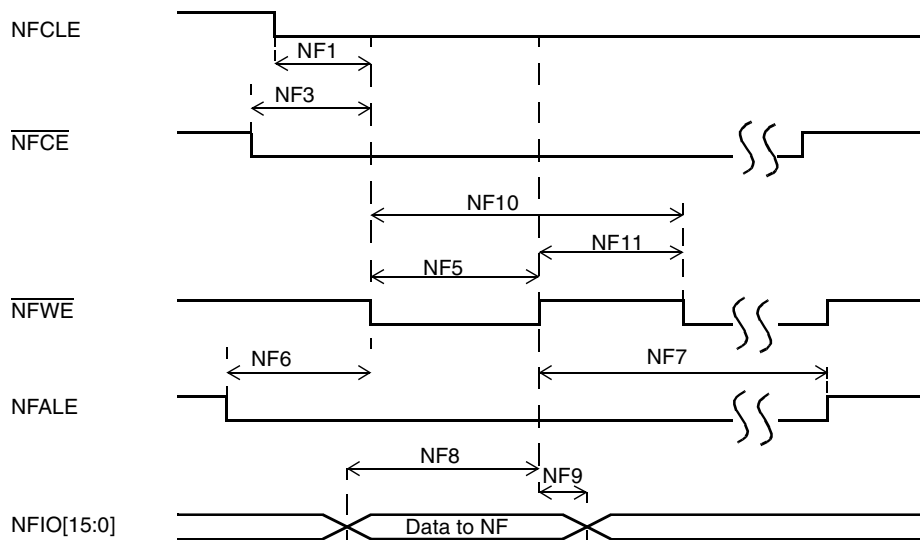 NFCLE
NF1
NF3
NFCE
NF10
NF11
NF5
NFWE
NF6
NF7
NFALE
NF8
NF9
NFIO[15:0]
Data to NF